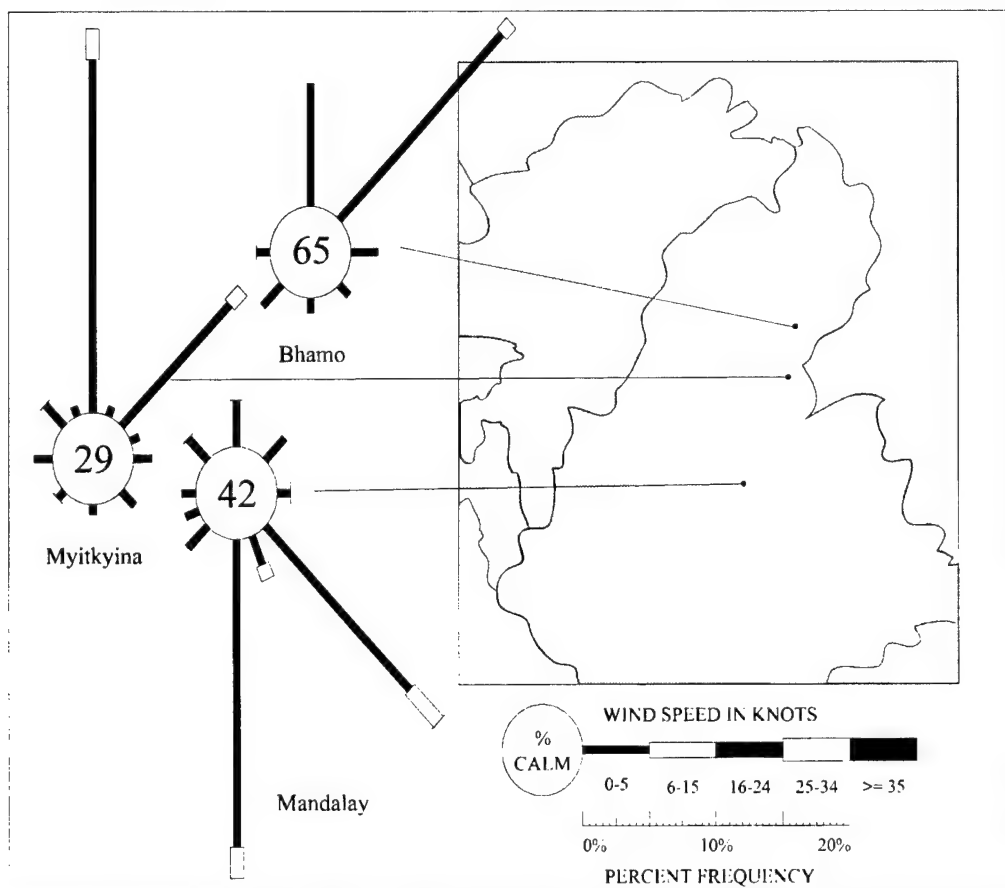 65
Bhamo
29
42
Myitkyina
Mandalay
WIND SPEED IN KNOTS
%
CALM
0-5 6-15 16-24 25-34 >= 35
0% 10% 20%
PERCENT FREQUENCY